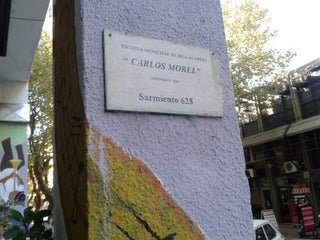 ESCUELA MUNICIPAL DE BELLAS ARTES
"CARLOS MOREL"
Sarmiento 625